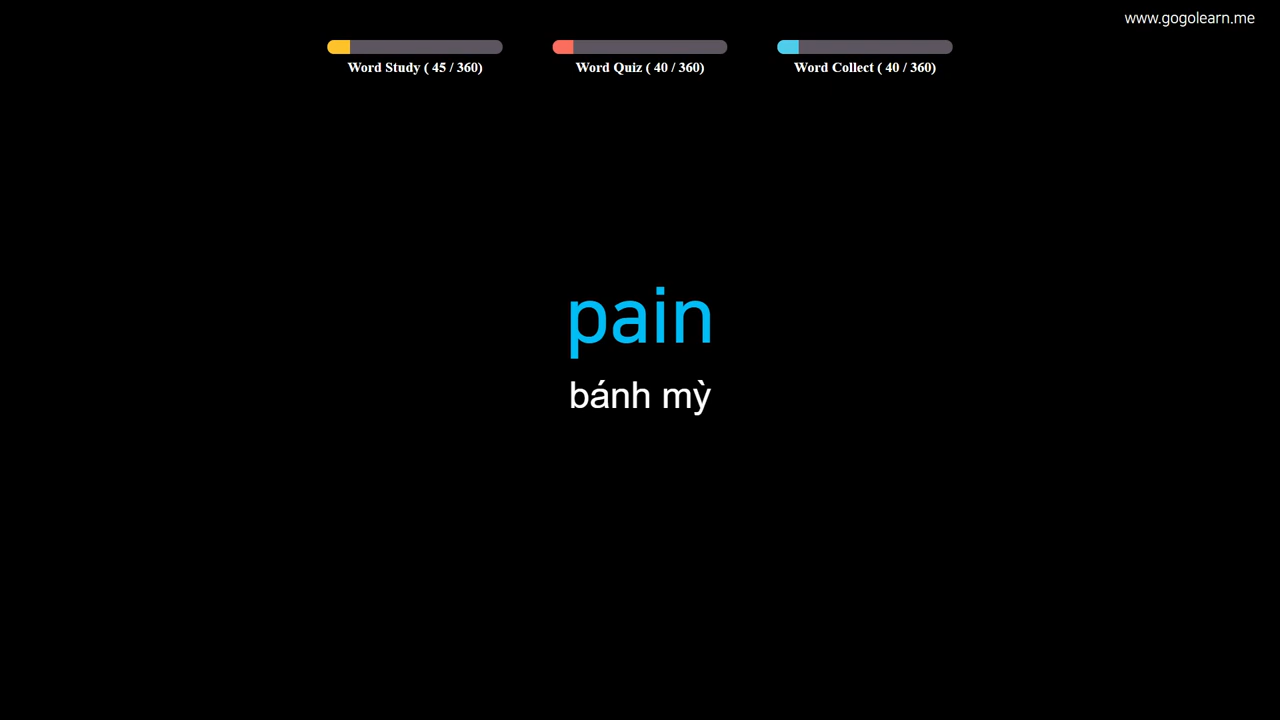 www.gogolearn.me
Word Study ( 45 / 360)
Word Quiz ( 40 / 360)
Word Collect ( 40 / 360)
pain
bánh mỳ